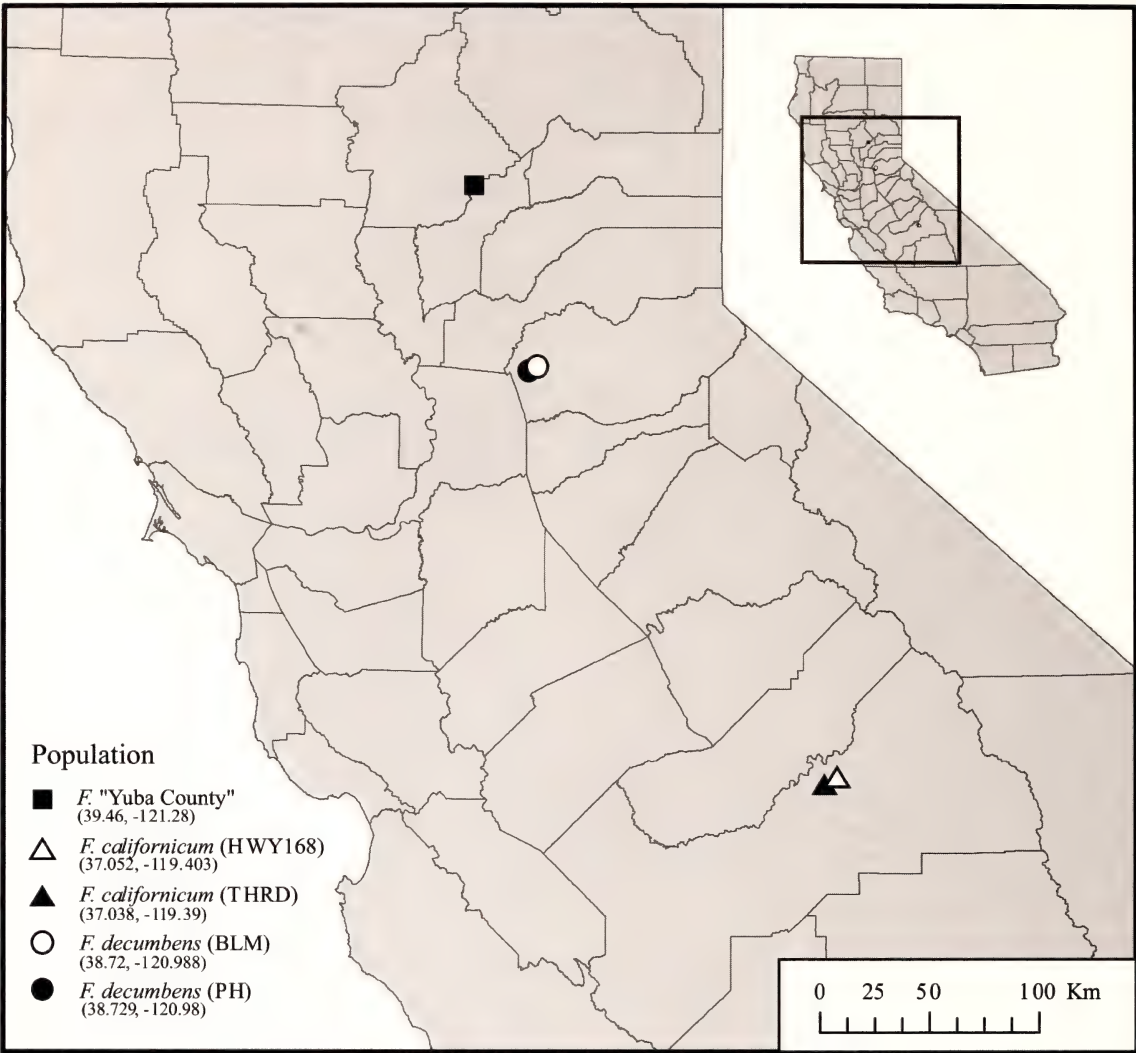 Population
F. "Yuba County"
(39.46, -121.28)
F. californicum (HWY168)
(37.052, -119.403)
F. californicum (THRD)
(37.038, -119.39)
F. decumbens (BLM)
(38.72, -120.988)
F. decumbens (PH)
(38.729, -120.98)
0 25 50 100 Km